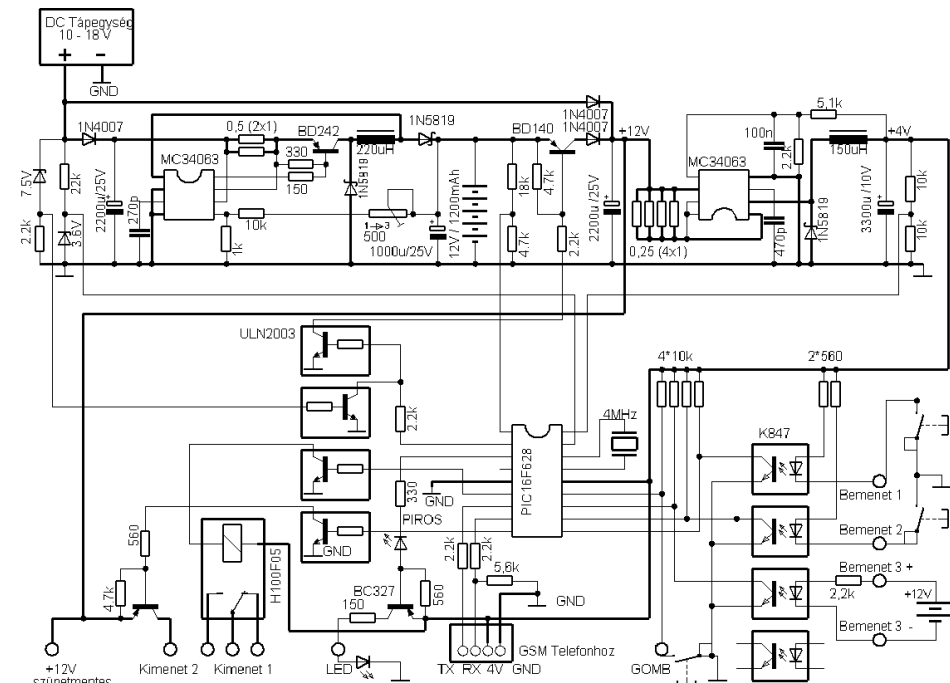 DC Tápegység
10 - 18 V
+ -
GND
1N4007
0,5 (2x1)
BD242
1N5819
BD140
1N4007
1N4007
+12V
5,1k
+4V
7.5V
22k
2200u/25V
270p
MC34063
330
150
220uH
1N5819
18k
4.7k
100n
2.2k
MC34063
150uH
10k
2.2k
3.6V
10k
1k
1->3
500
1000u/25V
12V / 1200mAh
4.7k
2.2k
2200u/25V
0,25 (4x1)
470p
1N5819
3300u/10V
10k
ULN2003
4*10k
2*560
2.2k
4MHz
K847
PIC16F628
330
GND
PIROS
Bemenet 1
Bemenet 2
560
GND
2.2k
2.2k
5,6k
H100F05
4.7k
BC327
560
GND
Bemenet 3 +
2,2k
+12V
150
Bemenet 3 -
+12V
szünetmentes
Kimenet 2
Kimenet 1
LED
TX RX 4V GND
GSM Telefonhoz
GOMB